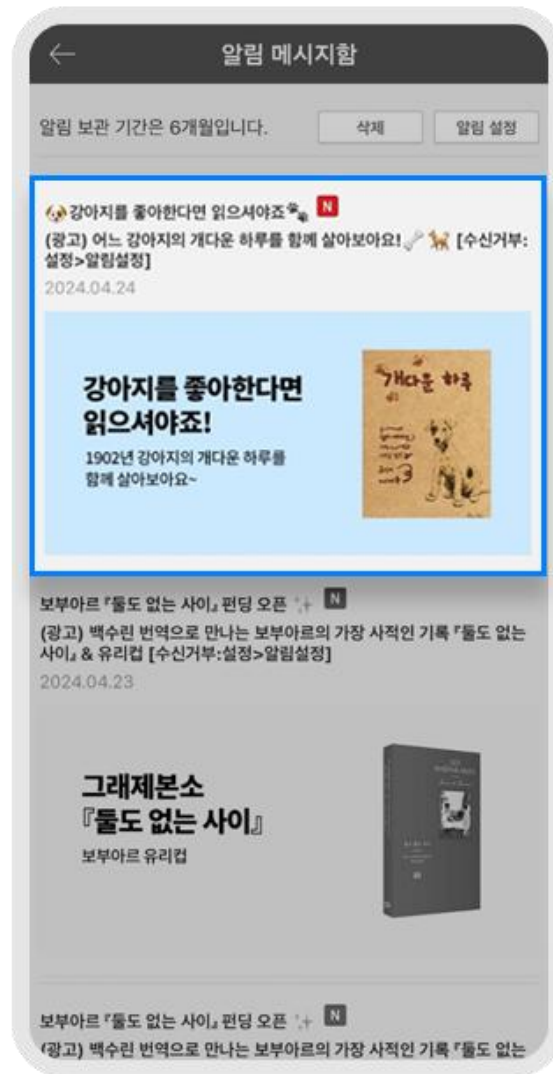 알림 메시지함
알림 보관 기간은 6개월입니다. 삭제 알림 설정
🐶강아지를 좋아한다면 읽으셔야죠🐾 N
(광고) 어느 강아지의 개다운 하루를 함께 살아보아요!🦴🐕 [수신거부:
설정>알림설정]
2024.04.24
강아지를 좋아한다면
읽으셔야죠!
1902년 강아지의 개다운 하루를
함께 살아보아요~
개다운 하루
보부아르 『둘도 없는 사이』 펀딩 오픈 ✨ N
(광고) 백수린 번역으로 만나는 보부아르의 가장 사적인 기록 『둘도 없는
사이』 & 유리컵 [수신거부:설정>알림설정]
2024.04.23
그래제본소
『둘도 없는 사이』
보부아르 유리컵
보부아르 『둘도 없는 사이』 펀딩 오픈 ✨ N
(광고) 백수린 번역으로 만나는 보부아르의 가장 사적인 기록 『둘도 없는